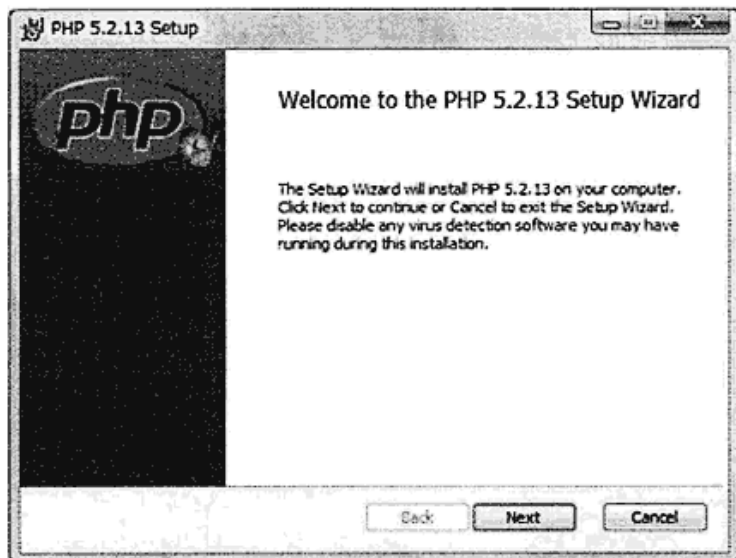 PHP 5.2.13 Setup
php
Welcome to the PHP 5.2.13 Setup Wizard
The Setup Wizard will install PHP 5.2.13 on your computer.
Click Next to continue or Cancel to exit the Setup Wizard.
Please disable any virus detection software you may have
running during this installation.
Back Next Cancel